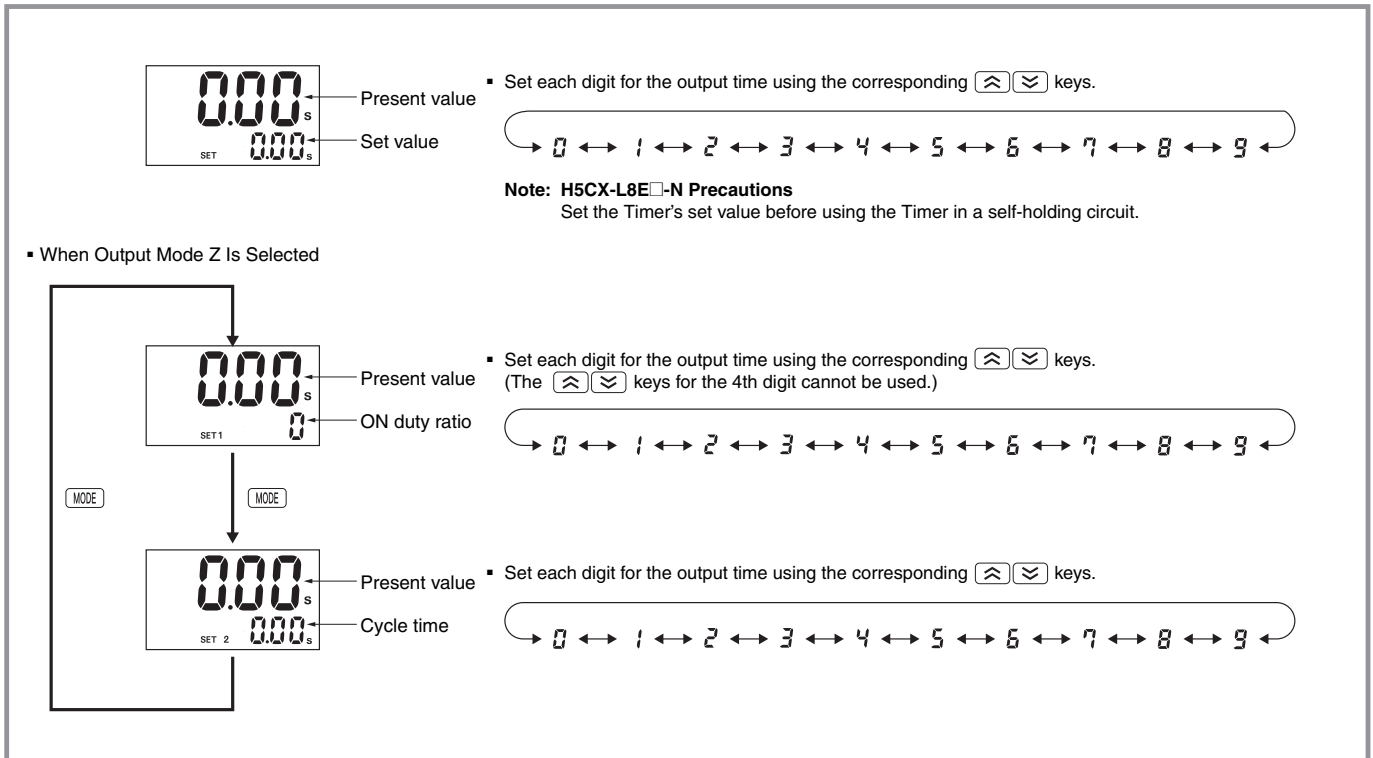 0.00 s
Present value
SET 0.00 s
Set value
▪ Set each digit for the output time using the corresponding keys.
0 ↔ 1 ↔ 2 ↔ 3 ↔ 4 ↔ 5 ↔ 6 ↔ 7 ↔ 8 ↔ 9
Note: H5CX-L8E□-N Precautions
Set the Timer's set value before using the Timer in a self-holding circuit.
▪ When Output Mode Z Is Selected
0.00 s
Present value
SET 1 0
ON duty ratio
▪ Set each digit for the output time using the corresponding keys.
(The keys for the 4th digit cannot be used.)
0 ↔ 1 ↔ 2 ↔ 3 ↔ 4 ↔ 5 ↔ 6 ↔ 7 ↔ 8 ↔ 9
MODE
MODE
0.00 s
Present value
SET 2 0.00 s
Cycle time
▪ Set each digit for the output time using the corresponding keys.
0 ↔ 1 ↔ 2 ↔ 3 ↔ 4 ↔ 5 ↔ 6 ↔ 7 ↔ 8 ↔ 9